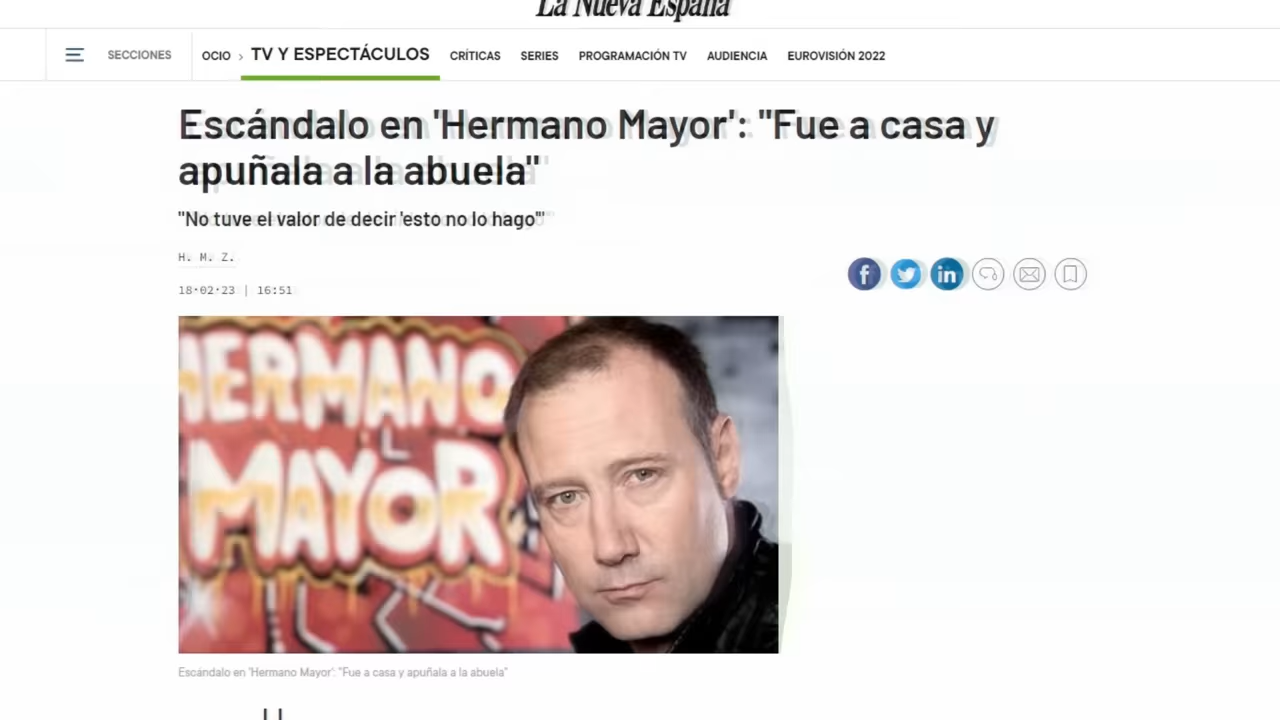 La Nueva España
SECCIONES
OCIO › TV Y ESPECTÁCULOS CRÍTICAS SERIES PROGRAMACIÓN TV AUDIENCIA EUROVISIÓN 2022
Escándalo en 'Hermano Mayor': "Fue a casa y
apuñala a la abuela"
"No tuve el valor de decir 'esto no lo hago'"
H. M. Z.
18·02·23 | 16:51
HERMANO
MAYOR
Escándalo en 'Hermano Mayor': "Fue a casa y apuñala a la abuela"